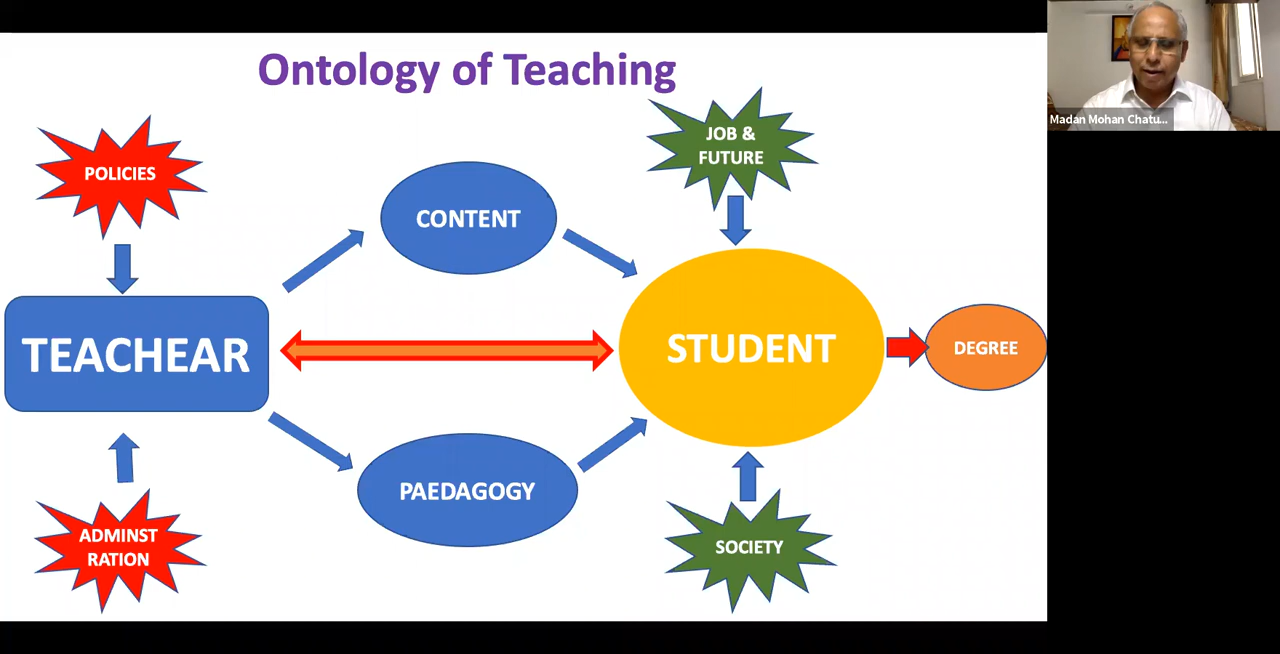 Ontology of Teaching
Madan Mohan Chatu...
POLICIES
JOB &
FUTURE
CONTENT
TEACHEAR
STUDENT
DEGREE
PAEDAGOGY
ADMINST
RATION
SOCIETY